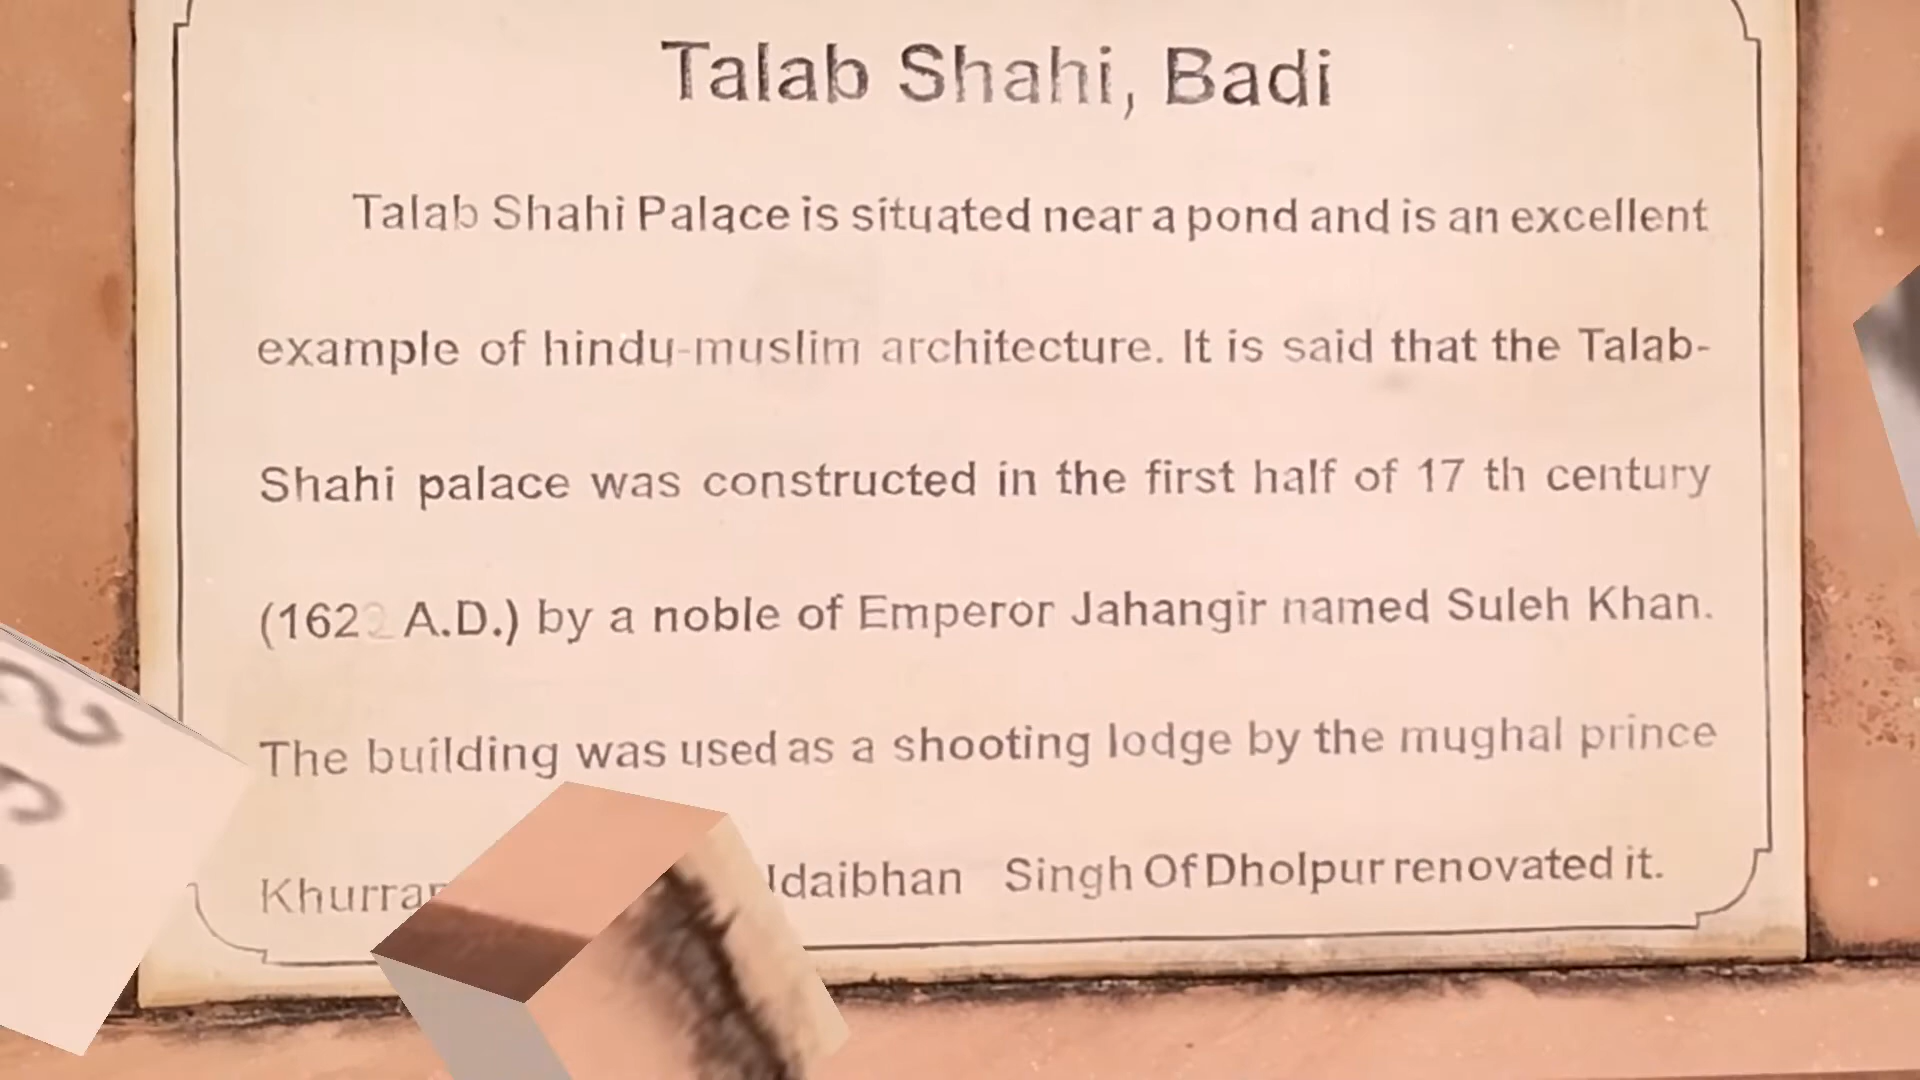 Talab Shahi, Badi
Talab Shahi Palace is situated near a pond and is an excellent
example of hindu-muslim architecture. It is said that the Talab-
Shahi palace was constructed in the first half of 17 th century
(1622 A.D.) by a noble of Emperor Jahangir named Suleh Khan.
The building was used as a shooting lodge by the mughal prince
Singh Of Dholpur renovated it.